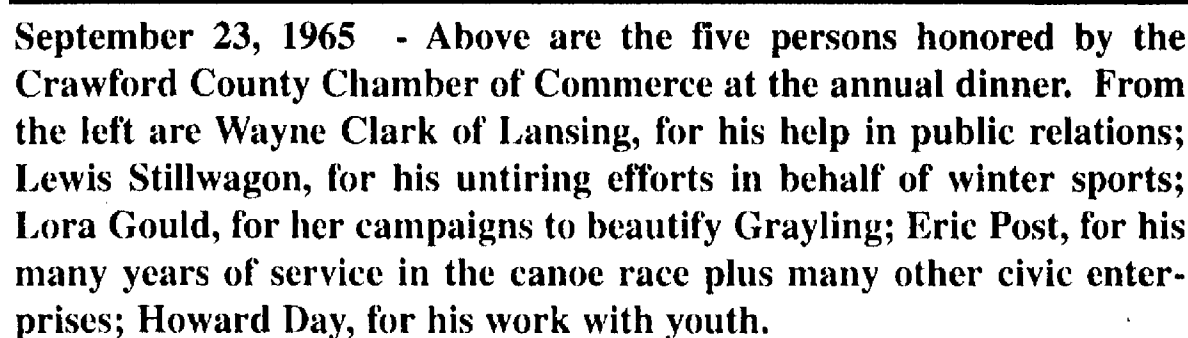 September 23, 1965 - Above are the five persons honored by the
Crawford County Chamber of Commerce at the annual dinner. From
the left are Wayne Clark of Lansing, for his help in public relations;
Lewis Stillwagon, for his untiring efforts in behalf of winter sports;
Lora Gould, for her campaigns to beautify Grayling; Eric Post, for his
many years of service in the canoe race plus many other civic enter-
prises; Howard Day, for his work with youth.